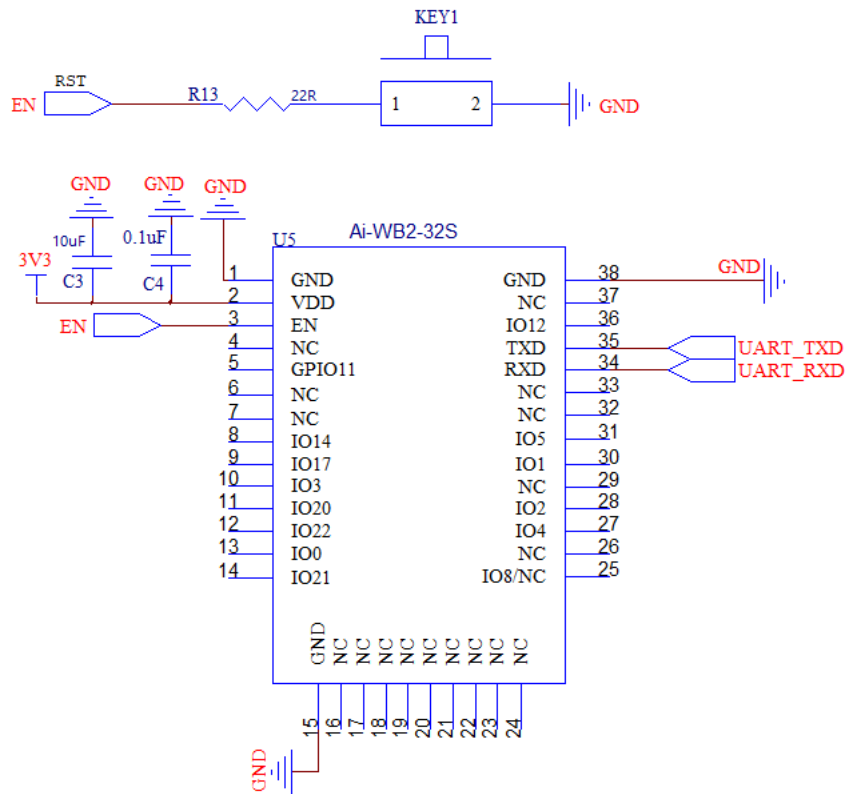 KEY1
RST
EN
R13
22R
1
2
GND
GND
GND
GND
10uF
0.1uF
3V3
C3
C4
U5
Ai-WB2-32S
1 GND
2 VDD
EN
3 EN
4 NC
5 GPIO11
6 NC
7 NC
8 IO14
9 IO17
10 IO3
11 IO20
12 IO22
13 IO0
14 IO21
GND 38
GND
NC 37
IO12 36
TXD 35
UART_TXD
RXD 34
UART_RXD
NC 33
NC 32
IO5 31
IO1 30
NC 29
IO2 28
IO4 27
NC 26
IO8/NC 25
GND 15
NC 16
NC 17
NC 18
NC 19
NC 20
NC 21
NC 22
NC 23
NC 24
GND